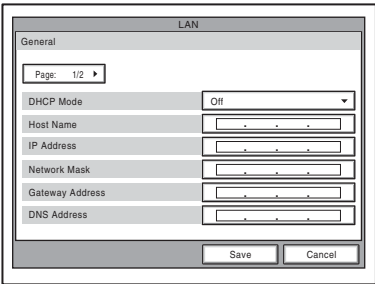 LAN
General
Page: 1/2
DHCP Mode Off
Host Name . . .
IP Address . . .
Network Mask . . .
Gateway Address . . .
DNS Address . . .
Save Cancel